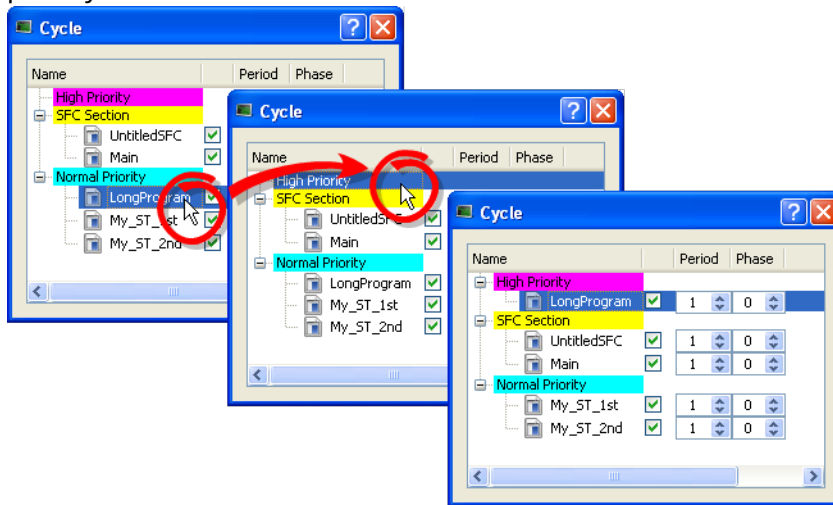 Cycle
Name Period Phase
High Priority
SFC Section
UntitledSFC
Main
Normal Priority
LongProgram
My_ST_1st
My_ST_2nd
Cycle
Name Period Phase
High Priority
SFC Section
UntitledSFC
Main
Normal Priority
LongProgram
My_ST_1st
My_ST_2nd
Cycle
Name Period Phase
High Priority
LongProgram 1 0
SFC Section
UntitledSFC 1 0
Main 1 0
Normal Priority
My_ST_1st 1 0
My_ST_2nd 1 0